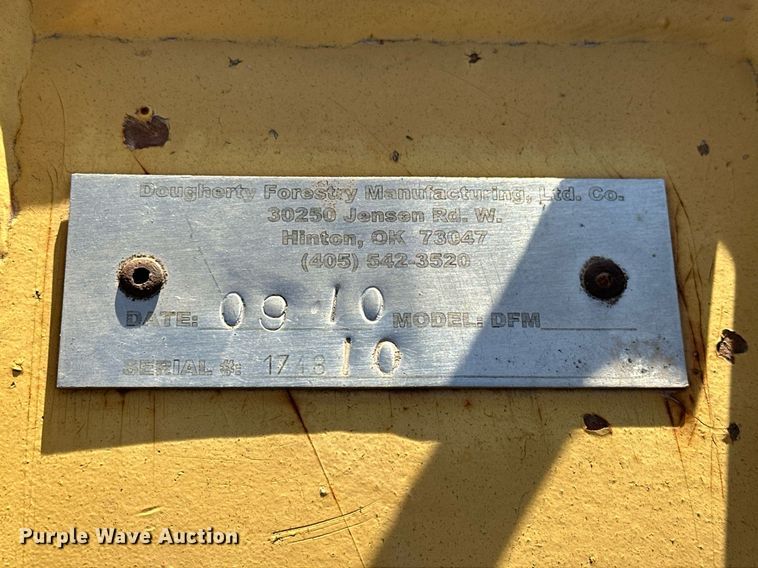 Dougherty Forestry Manufacturing, Ltd. Co.
30250 Jensen Rd. W.
Hinton, OK 73047
(405) 542-3520
DATE: 09 10 MODEL: DFM
SERIAL #: 1743 10
Purple Wave Auction